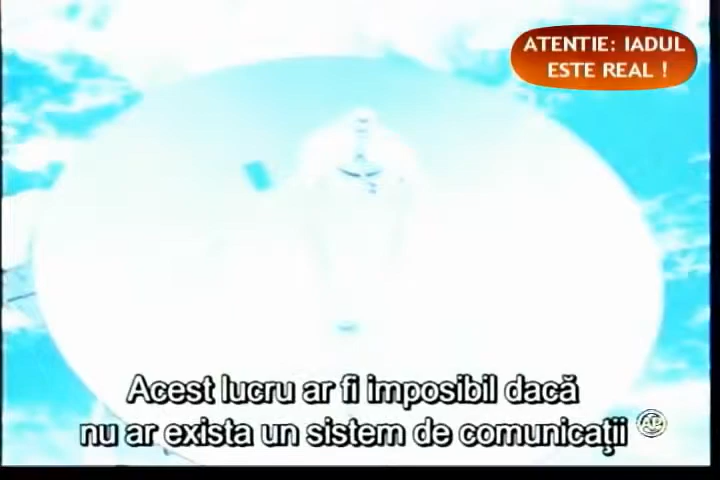 ATENTIE: IADUL
ESTE REAL !
Acest lucru ar fi imposibil dacă
nu ar exista un sistem de comunicaţii